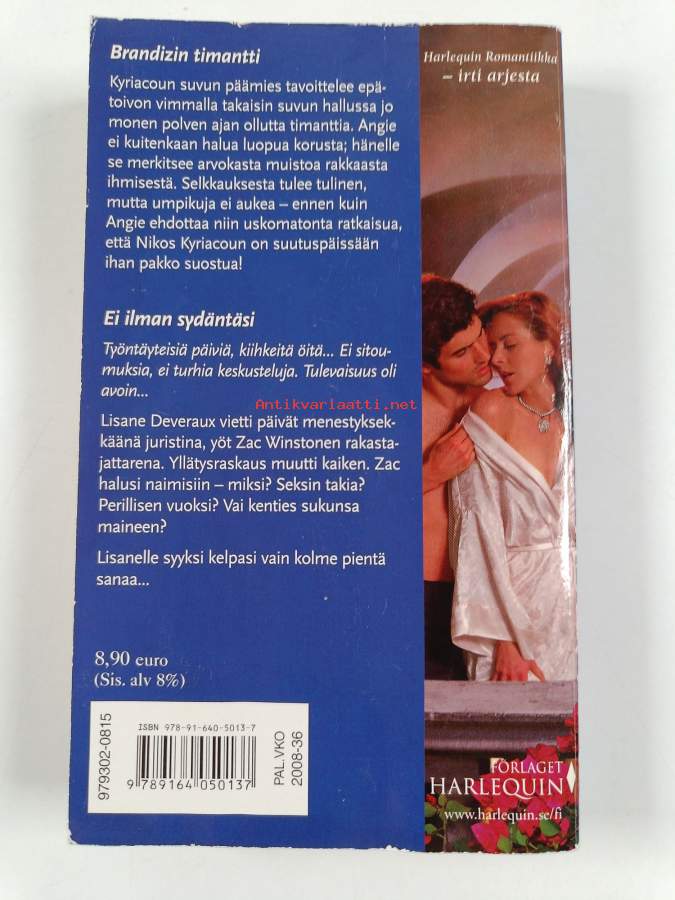 Brandizin timantti
Kyriacoun suvun päämies tavoittelee epä-
toivon vimmalla takaisin suvun hallussa jo
monen polven ajan ollutta timanttia. Angie
ei kuitenkaan halua luopua korusta; hänelle
se merkitsee arvokasta muistoa rakkaasta
ihmisestä. Selkkauksesta tulee tulinen,
mutta umpikuja ei aukea – ennen kuin
Angie ehdottaa niin uskomatonta ratkaisua,
että Nikos Kyriacoun on suutuspäissään
ihan pakko suostua!
Ei ilman sydäntäsi
Työntäyteisiä päiviä, kiihkeitä öitä... Ei sitou-
muksia, ei turhia keskusteluja. Tulevaisuus oli
avoin...
Lisane Deveraux vietti päivät menestyksek-
käänä juristina, yöt Zac Winstonen rakasta-
jattarena. Yllätysraskaus muutti kaiken. Zac
halusi naimisiin – miksi? Seksin takia?
Perillisen vuoksi? Vai kenties sukunsa
maineen?
Lisanelle syyksi kelpasi vain kolme pientä
sanaa...
8,90 euro
(Sis. alv 8%)
979302-0815
ISBN 978-91-640-5013-7
9 789164 050137
PAL.VKO
2008-36
Harlequin Romantiikka
– irti arjesta
Antikvariaatti.net
FÖRLAGET
HARLEQUIN
www.harlequin.se/fi